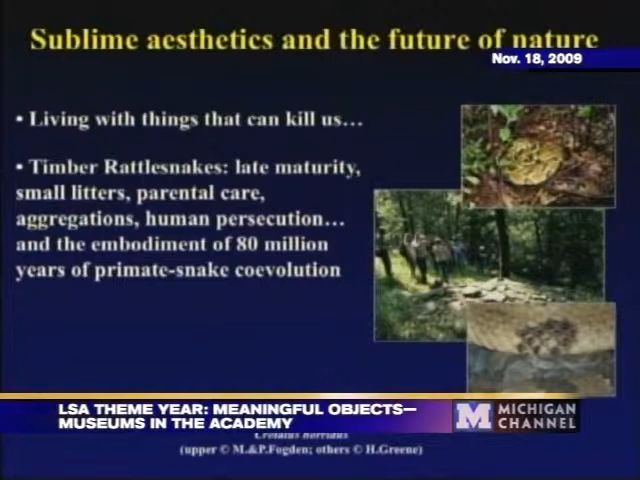 Sublime aesthetics and the future of nature
Nov. 18, 2009
• Living with things that can kill us…
• Timber Rattlesnakes: late maturity,
small litters, parental care,
aggregations, human persecution…
and the embodiment of 80 million
years of primate-snake coevolution
LSA THEME YEAR: MEANINGFUL OBJECTS—
MUSEUMS IN THE ACADEMY
M MICHIGAN
CHANNEL
Crotalus horridus
(upper © M.&P.Fogden; others © H.Greene)